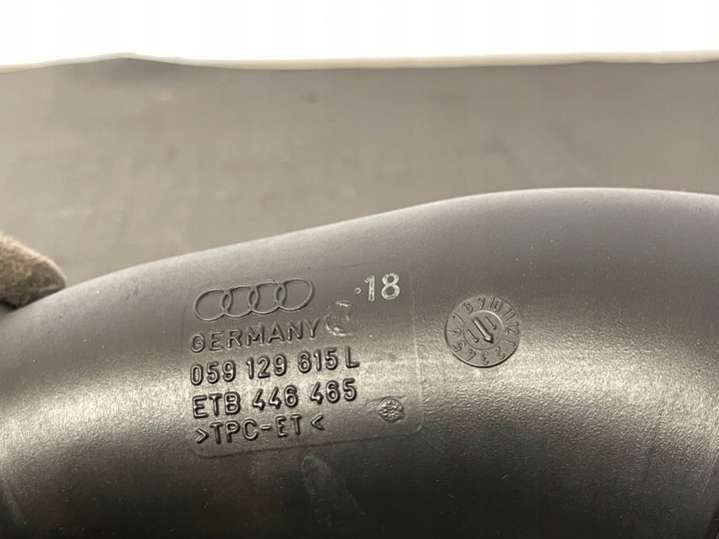 ·18
GERMANY
059 129 615 L
ETB 446 465
>TPC-ET<